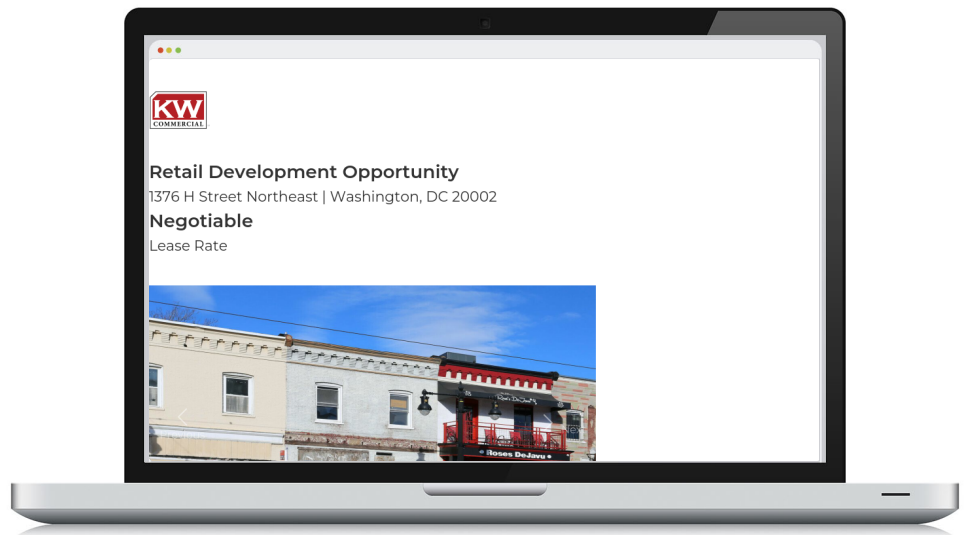 KW
COMMERCIAL
Retail Development Opportunity
1376 H Street Northeast | Washington, DC 20002
Negotiable
Lease Rate
Roses DeJavu